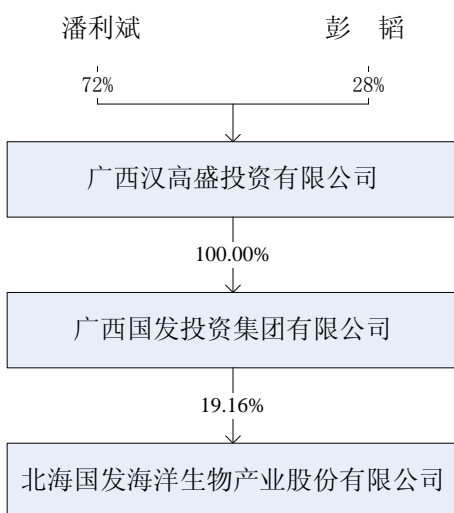 潘利斌 彭 韬
72% 28%
广西汉高盛投资有限公司
100.00%
广西国发投资集团有限公司
19.16%
北海国发海洋生物产业股份有限公司